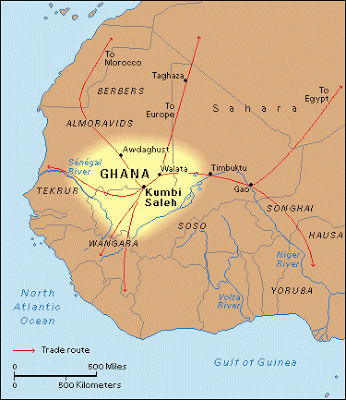 To
Morocco
Taghaza
To
Egypt
BERBERS
To
Europe
Sahara
ALMORAVIDS
Awdaghust
Sénégal
River
GHANA
Walata
Timbuktu
TEKRUR
Kumbi
Saleh
Gao
SONGHAI
WANGARA
SOSO
HAUSA
Niger
River
North
Atlantic
Ocean
Volta
River
YORUBA
Trade route
0 500 Miles
0 500 Kilometers
Gulf of Guinea